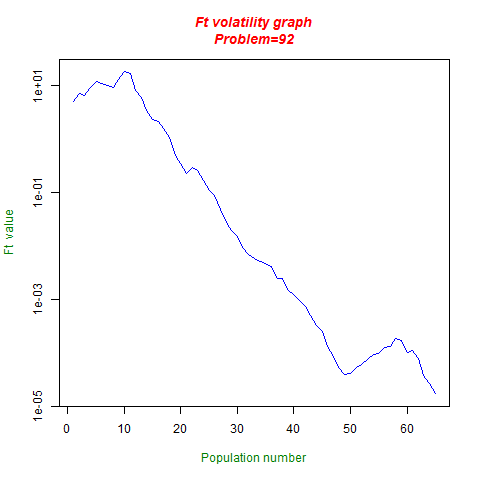 Ft volatility graph
Problem=92
1e+01
1e-01
1e-03
1e-05
Ft value
0 10 20 30 40 50 60
Population number